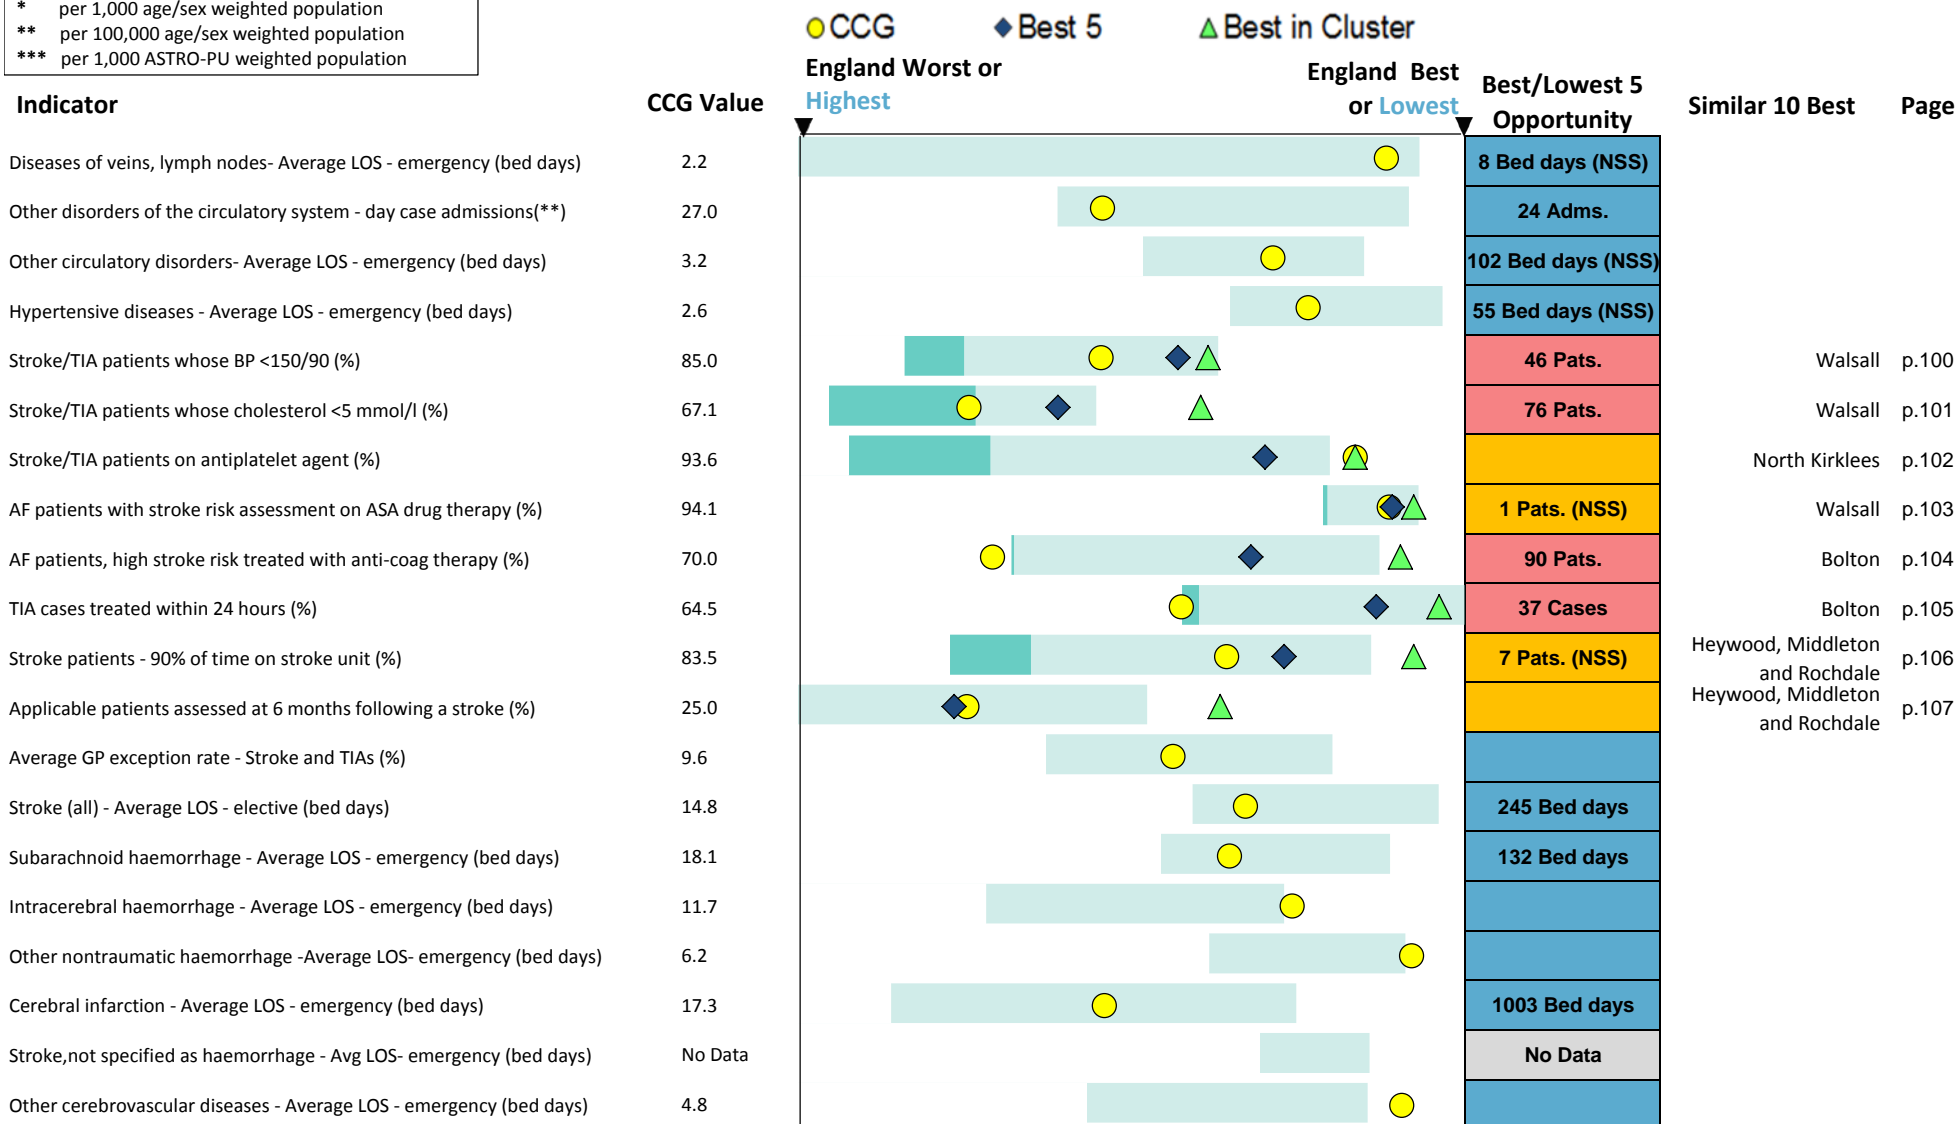 * per 1,000 age/sex weighted population
** per 100,000 age/sex weighted population
*** per 1,000 ASTRO-PU weighted population
CCG Best 5 Best in Cluster
England Worst or Highest
England Best or Lowest
Indicator CCG Value Best/Lowest 5 Opportunity Similar 10 Best Page
Diseases of veins, lymph nodes- Average LOS - emergency (bed days) 2.2 8 Bed days (NSS)
Other disorders of the circulatory system - day case admissions(**) 27.0 24 Adms.
Other circulatory disorders- Average LOS - emergency (bed days) 3.2 102 Bed days (NSS)
Hypertensive diseases - Average LOS - emergency (bed days) 2.6 55 Bed days (NSS)
Stroke/TIA patients whose BP <150/90 (%) 85.0 46 Pats. Walsall p.100
Stroke/TIA patients whose cholesterol <5 mmol/l (%) 67.1 76 Pats. Walsall p.101
Stroke/TIA patients on antiplatelet agent (%) 93.6 North Kirklees p.102
AF patients with stroke risk assessment on ASA drug therapy (%) 94.1 1 Pats. (NSS) Walsall p.103
AF patients, high stroke risk treated with anti-coag therapy (%) 70.0 90 Pats. Bolton p.104
TIA cases treated within 24 hours (%) 64.5 37 Cases Bolton p.105
Stroke patients - 90% of time on stroke unit (%) 83.5 7 Pats. (NSS) Heywood, Middleton and Rochdale p.106
Applicable patients assessed at 6 months following a stroke (%) 25.0 Heywood, Middleton and Rochdale p.107
Average GP exception rate - Stroke and TIAs (%) 9.6
Stroke (all) - Average LOS - elective (bed days) 14.8 245 Bed days
Subarachnoid haemorrhage - Average LOS - emergency (bed days) 18.1 132 Bed days
Intracerebral haemorrhage - Average LOS - emergency (bed days) 11.7
Other nontraumatic haemorrhage -Average LOS- emergency (bed days) 6.2
Cerebral infarction - Average LOS - emergency (bed days) 17.3 1003 Bed days
Stroke,not specified as haemorrhage - Avg LOS- emergency (bed days) No Data No Data
Other cerebrovascular diseases - Average LOS - emergency (bed days) 4.8